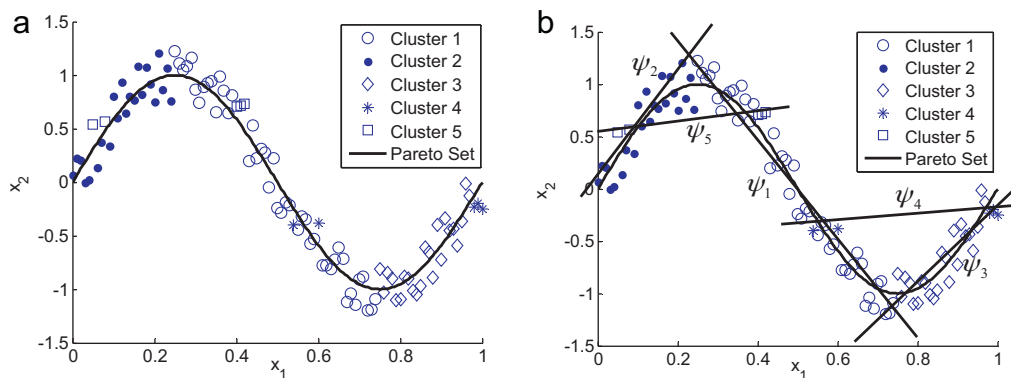 a
1.5
1
0.5
0
-0.5
-1
-1.5
0
0.2
0.4
0.6
0.8
1
x1
x2
Cluster 1
Cluster 2
Cluster 3
Cluster 4
Cluster 5
Pareto Set
b
1.5
1
0.5
0
-0.5
-1
-1.5
0
0.2
0.4
0.6
0.8
1
x1
x2
Cluster 1
Cluster 2
Cluster 3
Cluster 4
Cluster 5
Pareto Set
ψ2
ψ5
ψ1
ψ4
ψ3